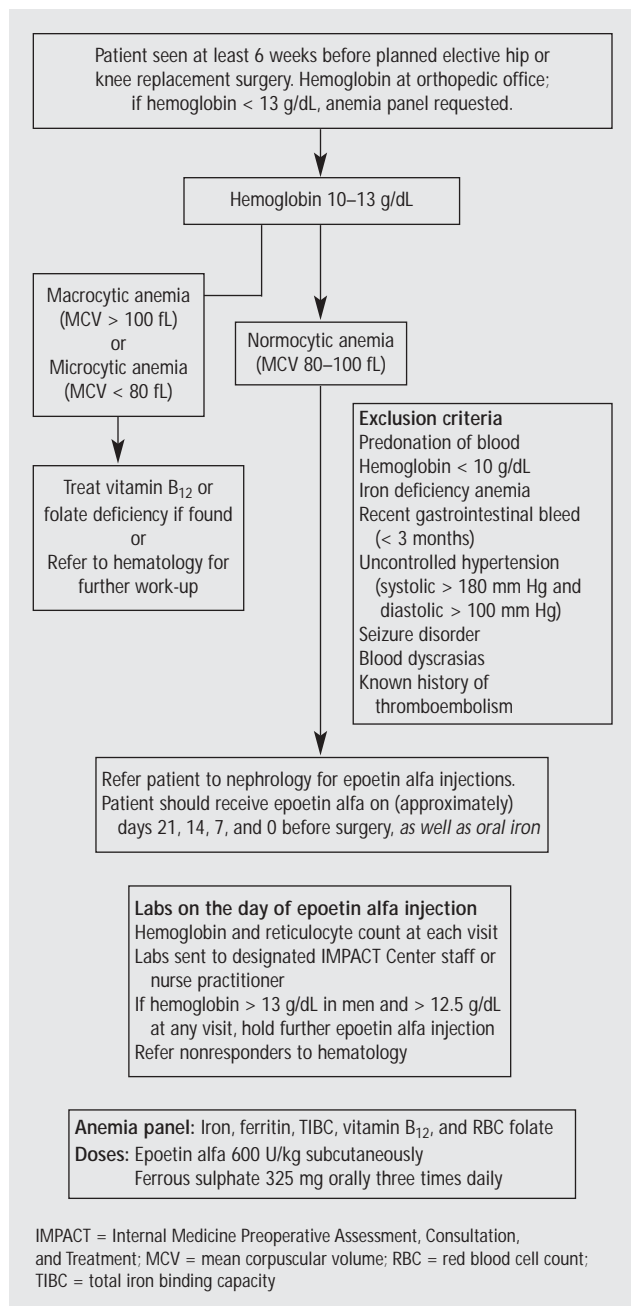 Patient seen at least 6 weeks before planned elective hip or
knee replacement surgery. Hemoglobin at orthopedic office;
if hemoglobin < 13 g/dL, anemia panel requested.
Hemoglobin 10–13 g/dL
Macrocytic anemia
(MCV > 100 fL)
or
Microcytic anemia
(MCV < 80 fL)
Normocytic anemia
(MCV 80–100 fL)
Treat vitamin B12 or
folate deficiency if found
or
Refer to hematology for
further work-up
Exclusion criteria
Predonation of blood
Hemoglobin < 10 g/dL
Iron deficiency anemia
Recent gastrointestinal bleed
(< 3 months)
Uncontrolled hypertension
(systolic > 180 mm Hg and
diastolic > 100 mm Hg)
Seizure disorder
Blood dyscrasias
Known history of
thromboembolism
Refer patient to nephrology for epoetin alfa injections.
Patient should receive epoetin alfa on (approximately)
days 21, 14, 7, and 0 before surgery, as well as oral iron
Labs on the day of epoetin alfa injection
Hemoglobin and reticulocyte count at each visit
Labs sent to designated IMPACT Center staff or
nurse practitioner
If hemoglobin > 13 g/dL in men and > 12.5 g/dL
at any visit, hold further epoetin alfa injection
Refer nonresponders to hematology
Anemia panel: Iron, ferritin, TIBC, vitamin B12, and RBC folate
Doses: Epoetin alfa 600 U/kg subcutaneously
Ferrous sulphate 325 mg orally three times daily
IMPACT = Internal Medicine Preoperative Assessment, Consultation,
and Treatment; MCV = mean corpuscular volume; RBC = red blood cell count;
TIBC = total iron binding capacity